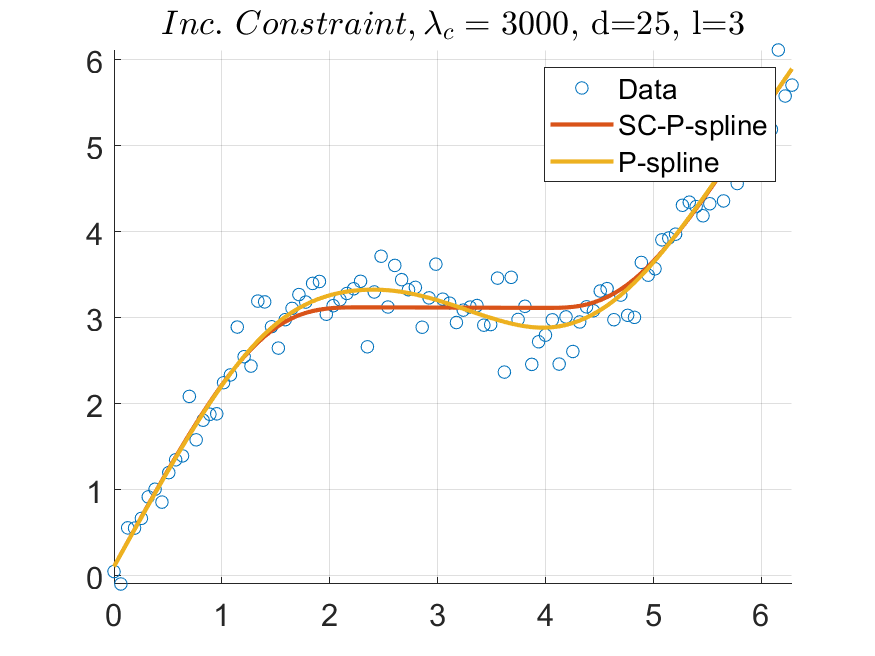 Inc. Constraint, λc = 3000, d=25, l=3
Data
SC-P-spline
P-spline
6
5
4
3
2
1
0
0 1 2 3 4 5 6